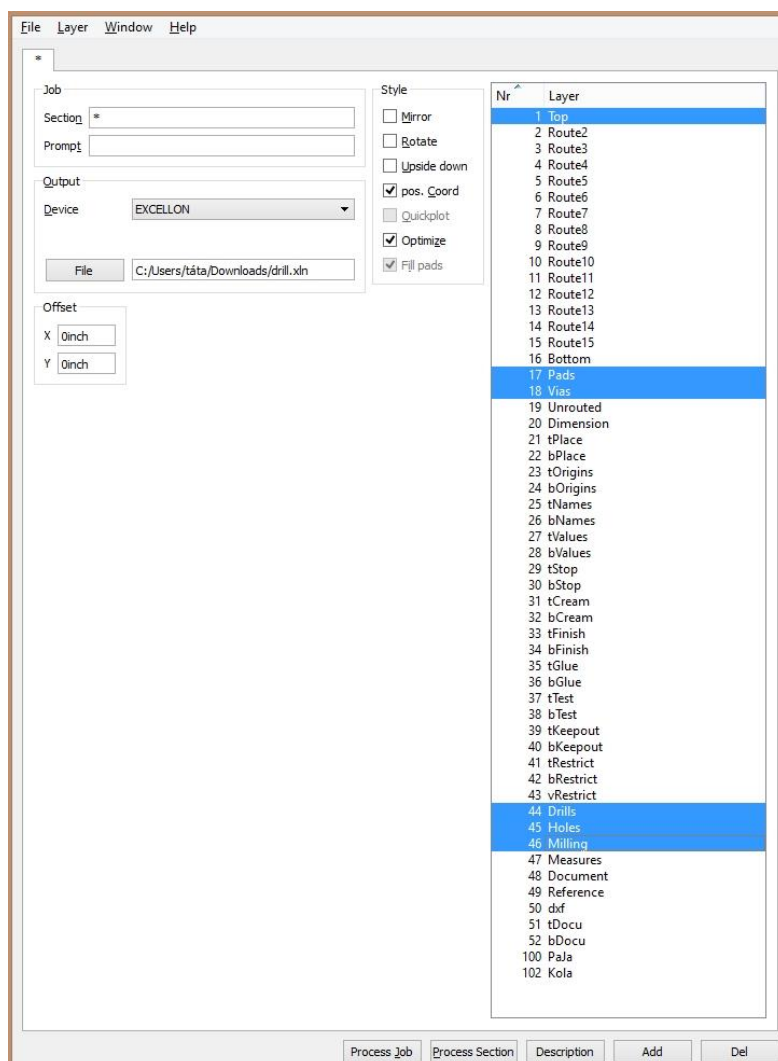 File Layer Window Help
*
Job
Section *
Prompt
Output
Device EXCELLON
File C:/Users/táta/Downloads/drill.xln
Offset
X 0inch
Y 0inch
Style
Mirror
Rotate
Upside down
pos. Coord
Quickplot
Optimize
Fill pads
Nr Layer
1 Top
2 Route2
3 Route3
4 Route4
5 Route5
6 Route6
7 Route7
8 Route8
9 Route9
10 Route10
11 Route11
12 Route12
13 Route13
14 Route14
15 Route15
16 Bottom
17 Pads
18 Vias
19 Unrouted
20 Dimension
21 tPlace
22 bPlace
23 tOrigins
24 bOrigins
25 tNames
26 bNames
27 tValues
28 bValues
29 tStop
30 bStop
31 tCream
32 bCream
33 tFinish
34 bFinish
35 tGlue
36 bGlue
37 tTest
38 bTest
39 tKeepout
40 bKeepout
41 tRestrict
42 bRestrict
43 vRestrict
44 Drills
45 Holes
46 Milling
47 Measures
48 Document
49 Reference
50 dxf
51 tDocu
52 bDocu
100 PaJa
102 Kola
Process Job Process Section Description Add Del